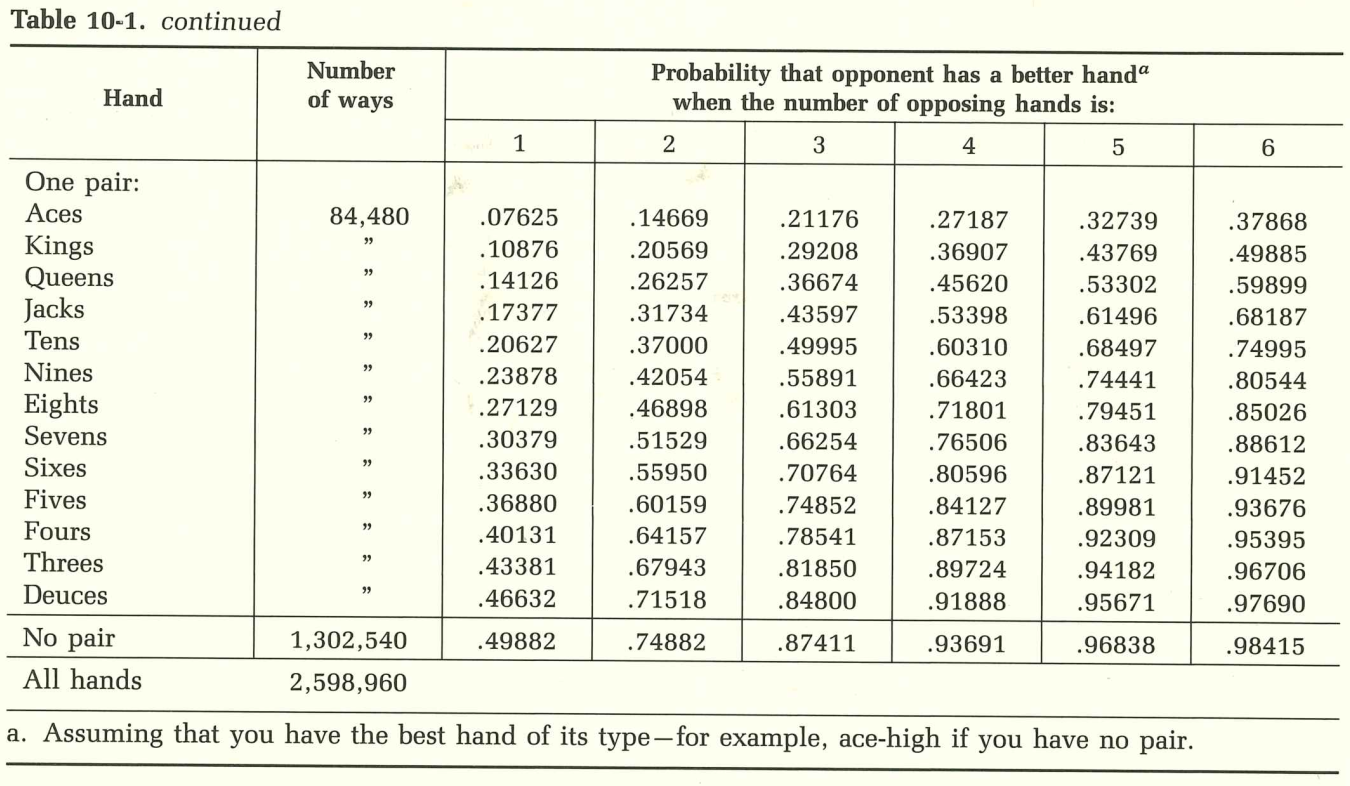 Table 10-1. continued
Hand Number of ways Probability that opponent has a better handa when the number of opposing hands is:
1 2 3 4 5 6
One pair:
Aces 84,480 .07625 .14669 .21176 .27187 .32739 .37868
Kings ” .10876 .20569 .29208 .36907 .43769 .49885
Queens ” .14126 .26257 .36674 .45620 .53302 .59899
Jacks ” .17377 .31734 .43597 .53398 .61496 .68187
Tens ” .20627 .37000 .49995 .60310 .68497 .74995
Nines ” .23878 .42054 .55891 .66423 .74441 .80544
Eights ” .27129 .46898 .61303 .71801 .79451 .85026
Sevens ” .30379 .51529 .66254 .76506 .83643 .88612
Sixes ” .33630 .55950 .70764 .80596 .87121 .91452
Fives ” .36880 .60159 .74852 .84127 .89981 .93676
Fours ” .40131 .64157 .78541 .87153 .92309 .95395
Threes ” .43381 .67943 .81850 .89724 .94182 .96706
Deuces ” .46632 .71518 .84800 .91888 .95671 .97690
No pair 1,302,540 .49882 .74882 .87411 .93691 .96838 .98415
All hands 2,598,960
a. Assuming that you have the best hand of its type—for example, ace-high if you have no pair.